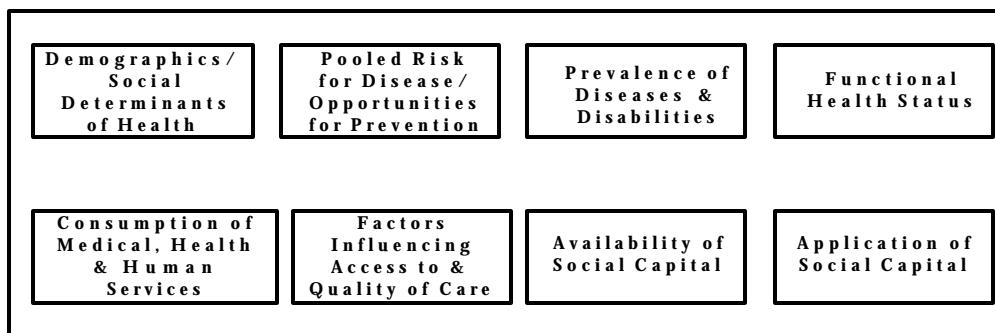 Demographics/
Social
Determinants
of Health
Pooled Risk
for Disease/
Opportunities
for Prevention
Prevalence of
Diseases &
Disabilities
Functional
Health Status
Consumption of
Medical, Health
& Human
Services
Factors
Influencing
Access to &
Quality of Care
Availability of
Social Capital
Application of
Social Capital